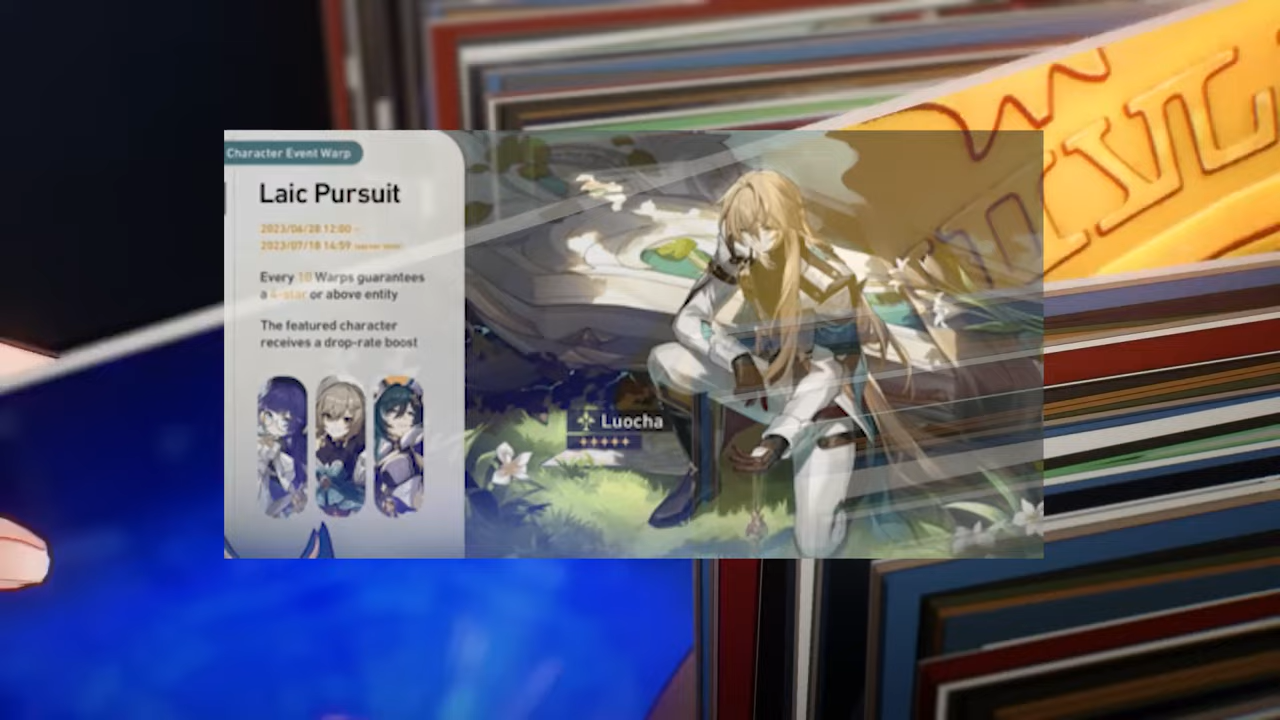 Character Event Warp
Laic Pursuit
2023/06/28 12:00 –
2023/07/18 14:59
Every 10 Warps guarantees
a 4-star or above entity
The featured character
receives a drop-rate boost
Luocha